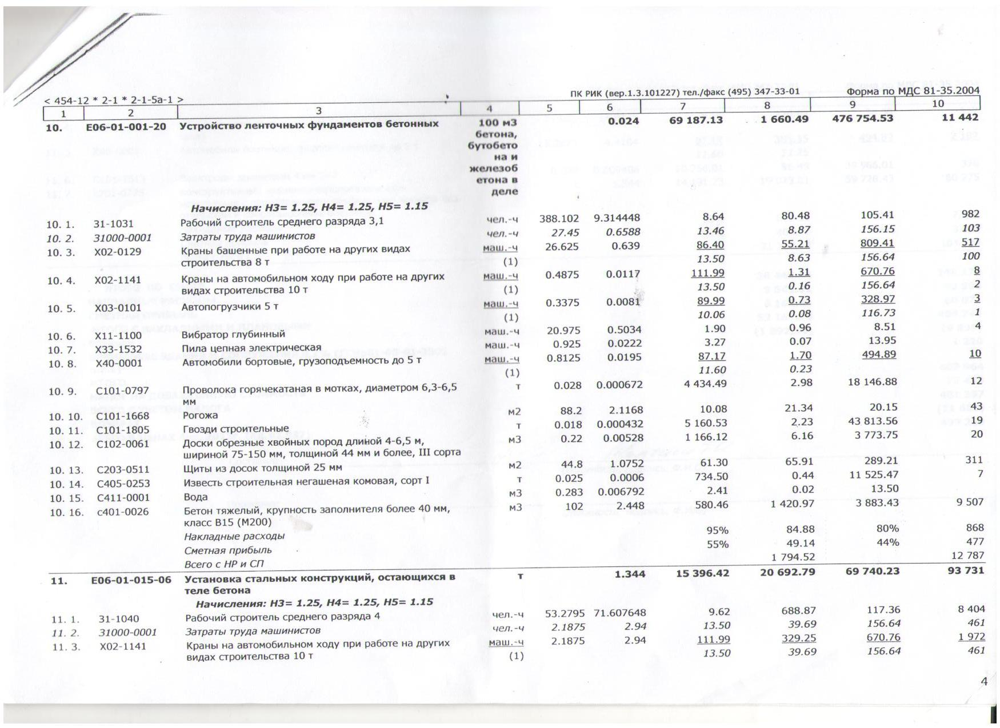 < 454-12 * 2-1 * 2-1-5а-1 > ПК РИК (вер.1.3.101227) тел./факс (495) 347-33-01 Форма по МДС 81-35.2004
1 2 3 4 5 6 7 8 9 10
10. Е06-01-001-20 Устройство ленточных фундаментов бетонных 100 м3 0.024 69 187.13 1 660.49 476 754.53 11 442
бетона,
бутобето
на и
железоб
етона в
деле
Начисления: Н3= 1.25, Н4= 1.25, Н5= 1.15
10. 1. 31-1031 Рабочий строитель среднего разряда 3,1 чел.-ч 388.102 9.314448 8.64 80.48 105.41 982
10. 2. 31000-0001 Затраты труда машинистов чел.-ч 27.45 0.6588 13.46 8.87 156.15 103
10. 3. Х02-0129 Краны башенные при работе на других видах маш.-ч 26.625 0.639 86.40 55.21 809.41 517
строительства 8 т (1) 13.50 8.63 156.64 100
10. 4. Х02-1141 Краны на автомобильном ходу при работе на других маш.-ч 0.4875 0.0117 111.99 1.31 670.76 8
видах строительства 10 т (1) 13.50 0.16 156.64 2
10. 5. Х03-0101 Автопогрузчики 5 т маш.-ч 0.3375 0.0081 89.99 0.73 328.97 3
(1) 10.06 0.08 116.73 1
10. 6. Х11-1100 Вибратор глубинный маш.-ч 20.975 0.5034 1.90 0.96 8.51 4
10. 7. Х33-1532 Пила цепная электрическая маш.-ч 0.925 0.0222 3.27 0.07 13.95
10. 8. Х40-0001 Автомобили бортовые, грузоподъемность до 5 т маш.-ч 0.8125 0.0195 87.17 1.70 494.89 10
(1) 11.60 0.23
10. 9. С101-0797 Проволока горячекатаная в мотках, диаметром 6,3-6,5 т 0.028 0.000672 4 434.49 2.98 18 146.88 12
мм
10. 10. С101-1668 Рогожа м2 88.2 2.1168 10.08 21.34 20.15 43
10. 11. С101-1805 Гвозди строительные т 0.018 0.000432 5 160.53 2.23 43 813.56 19
10. 12. С102-0061 Доски обрезные хвойных пород длиной 4-6,5 м, м3 0.22 0.00528 1 166.12 6.16 3 773.75 20
шириной 75-150 мм, толщиной 44 мм и более, III сорта
10. 13. С203-0511 Щиты из досок толщиной 25 мм м2 44.8 1.0752 61.30 65.91 289.21 311
10. 14. С405-0253 Известь строительная негашеная комовая, сорт I т 0.025 0.0006 734.50 0.44 11 525.47 7
10. 15. С411-0001 Вода м3 0.283 0.006792 2.41 0.02 13.50
10. 16. с401-0026 Бетон тяжелый, крупность заполнителя более 40 мм, м3 102 2.448 580.46 1 420.97 3 883.43 9 507
класс В15 (М200)
Накладные расходы 95% 84.88 80% 868
Сметная прибыль 55% 49.14 44% 477
Всего с НР и СП 1 794.52 12 787
11. Е06-01-015-06 Установка стальных конструкций, остающихся в т 1.344 15 396.42 20 692.79 69 740.23 93 731
теле бетона
Начисления: Н3= 1.25, Н4= 1.25, Н5= 1.15
11. 1. 31-1040 Рабочий строитель среднего разряда 4 чел.-ч 53.2795 71.607648 9.62 688.87 117.36 8 404
11. 2. 31000-0001 Затраты труда машинистов чел.-ч 2.1875 2.94 13.50 39.69 156.64 461
11. 3. Х02-1141 Краны на автомобильном ходу при работе на других маш.-ч 2.1875 2.94 111.99 329.25 670.76 1 972
видах строительства 10 т (1) 13.50 39.69 156.64 461
4